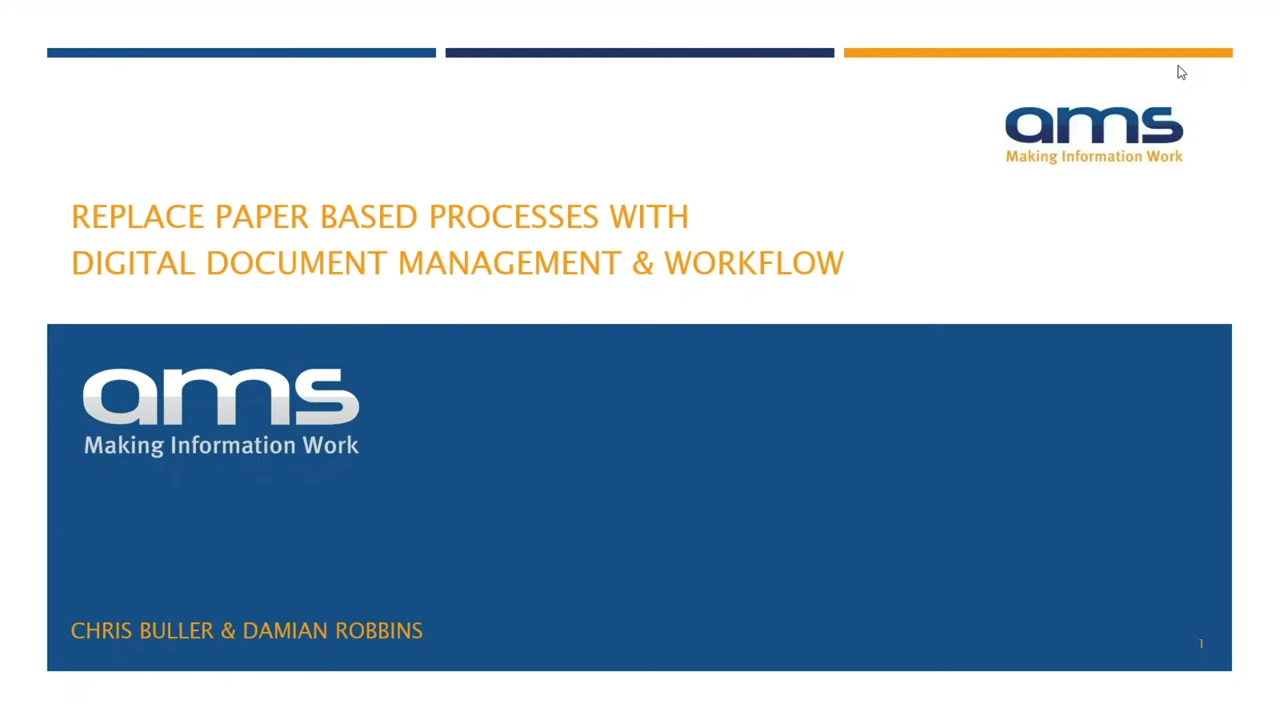 ams
Making Information Work
REPLACE PAPER BASED PROCESSES WITH
DIGITAL DOCUMENT MANAGEMENT & WORKFLOW
ams
Making Information Work
CHRIS BULLER & DAMIAN ROBBINS
1